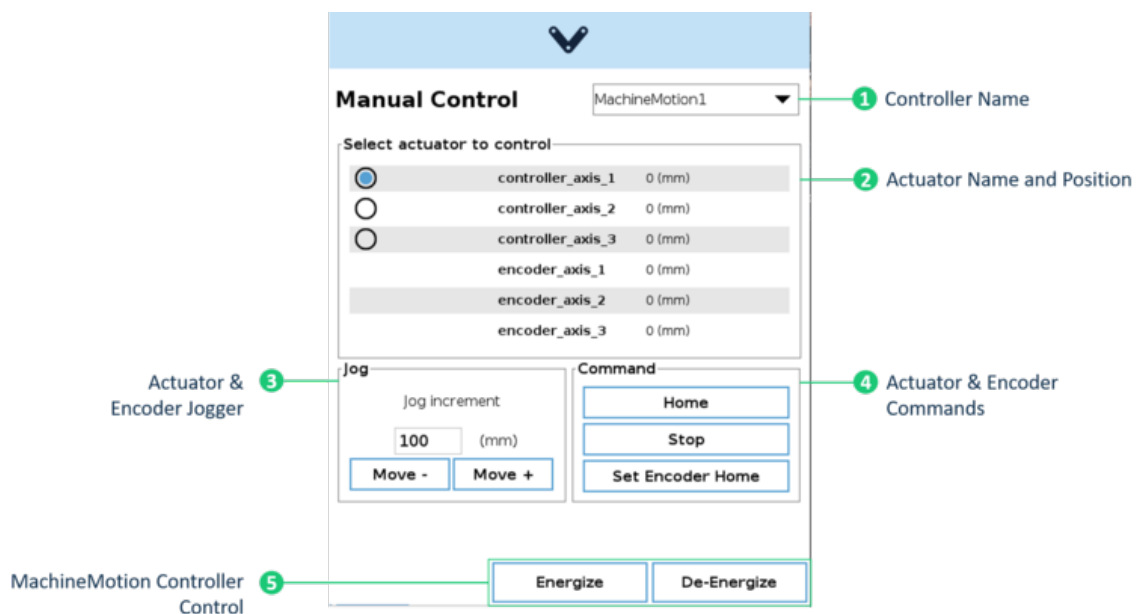 Manual Control
MachineMotion1
1 Controller Name
Select actuator to control
controller_axis_1 0 (mm)
2 Actuator Name and Position
controller_axis_2 0 (mm)
controller_axis_3 0 (mm)
encoder_axis_1 0 (mm)
encoder_axis_2 0 (mm)
encoder_axis_3 0 (mm)
Actuator & 3
Encoder Jogger
Jog
Jog increment
100 (mm)
Move - Move +
Command
Home
Stop
Set Encoder Home
4 Actuator & Encoder
Commands
MachineMotion Controller 5
Control
Energize De-Energize